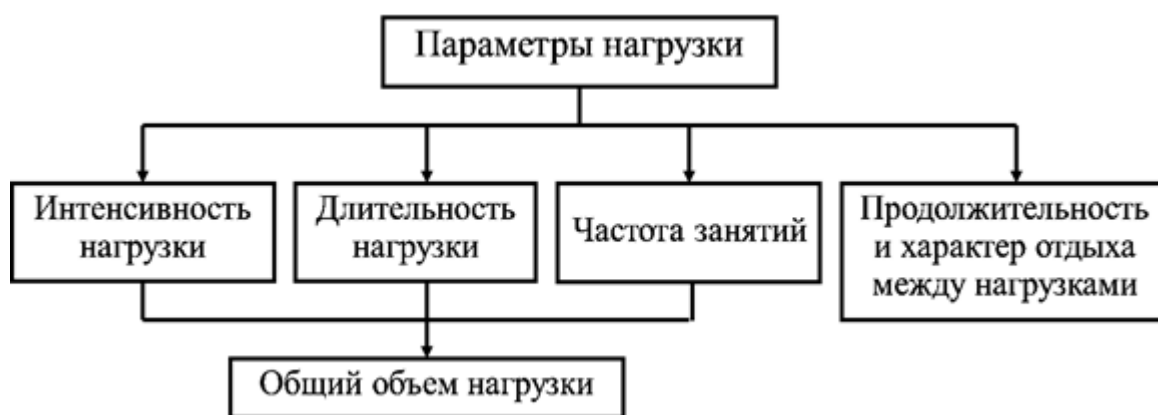 Параметры нагрузки
Интенсивность
нагрузки
Длительность
нагрузки
Частота занятий
Продолжительность
и характер отдыха
между нагрузками
Общий объем нагрузки